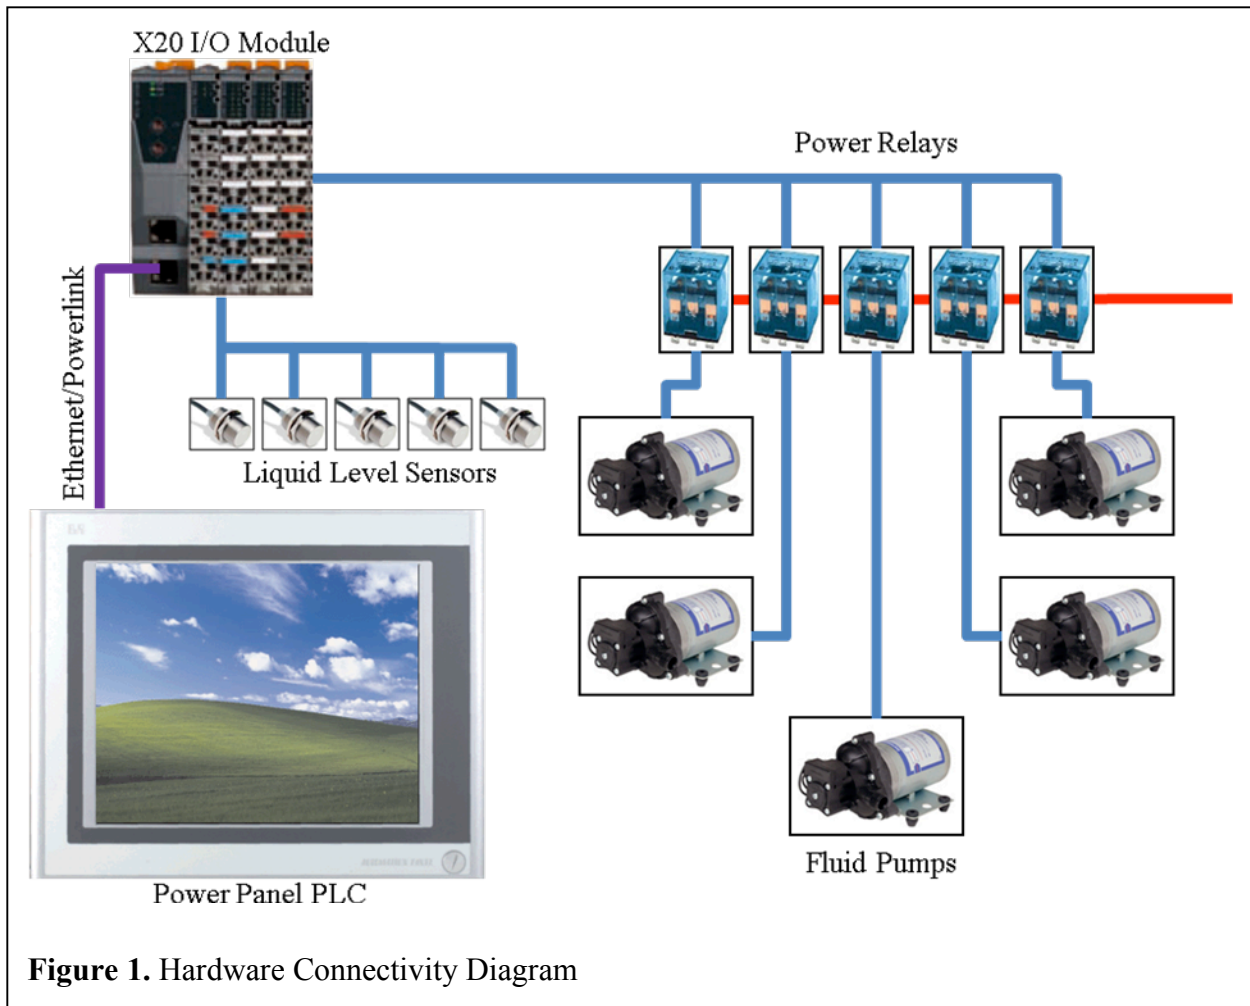 X20 I/O Module
Power Relays
Ethernet/Powerlink
Liquid Level Sensors
Power Panel PLC
Fluid Pumps
Figure 1. Hardware Connectivity Diagram